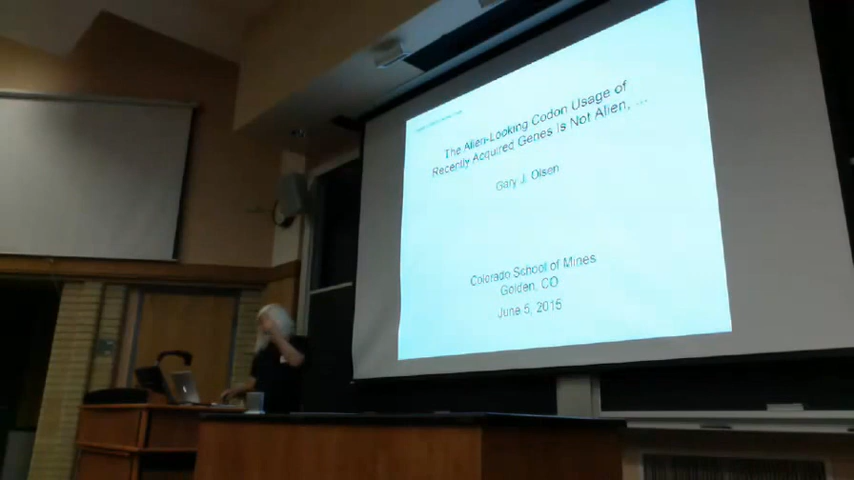 The Alien-Looking Codon Usage of
Recently Acquired Genes Is Not Alien, ...
Gary J. Olsen
Colorado School of Mines
Golden, CO
June 5, 2015